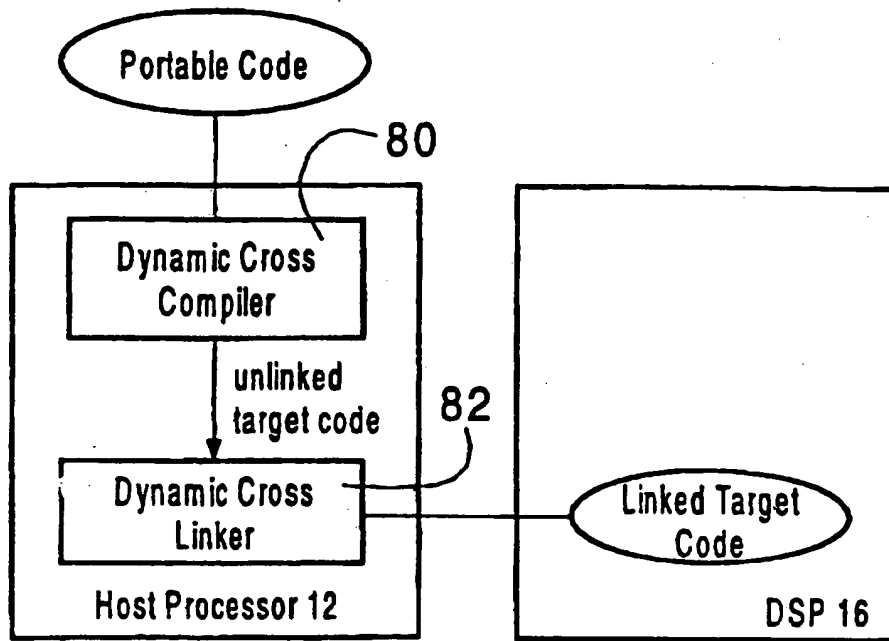 Portable Code
80
Dynamic Cross
Compiler
unlinked
target code
82
Dynamic Cross
Linker
Linked Target
Code
Host Processor 12
DSP 16